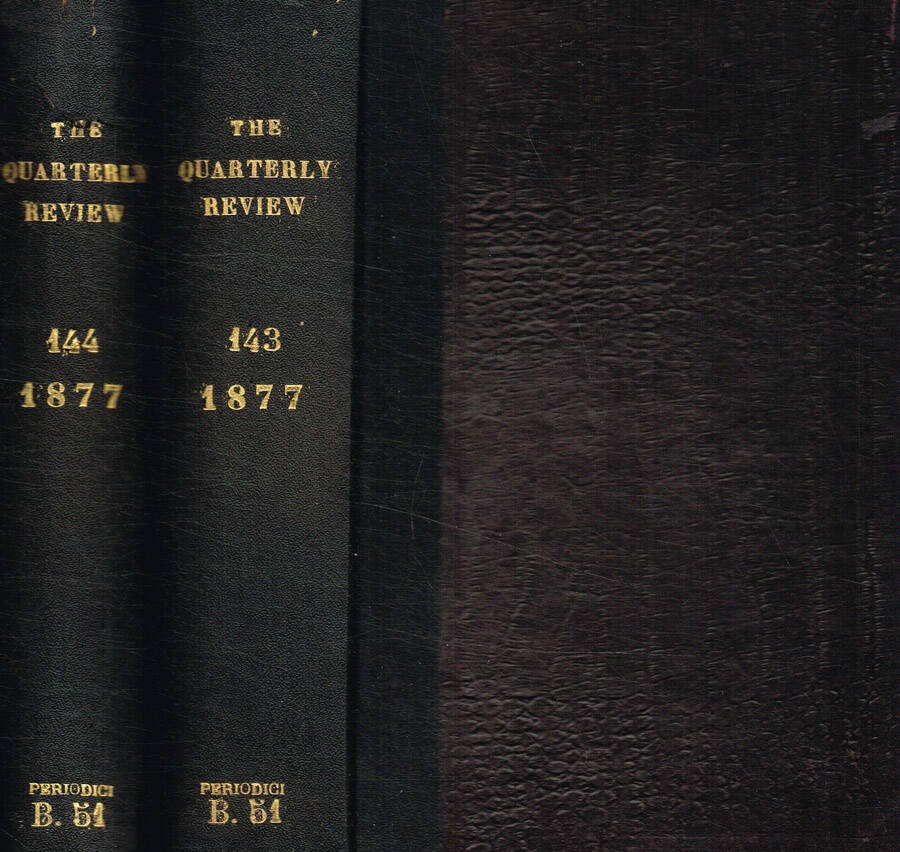 THE
QUARTERLY
REVIEW
144
1877
PERIODICI
B. 51
THE
QUARTERLY
REVIEW
143
1877
PERIODICI
B. 51